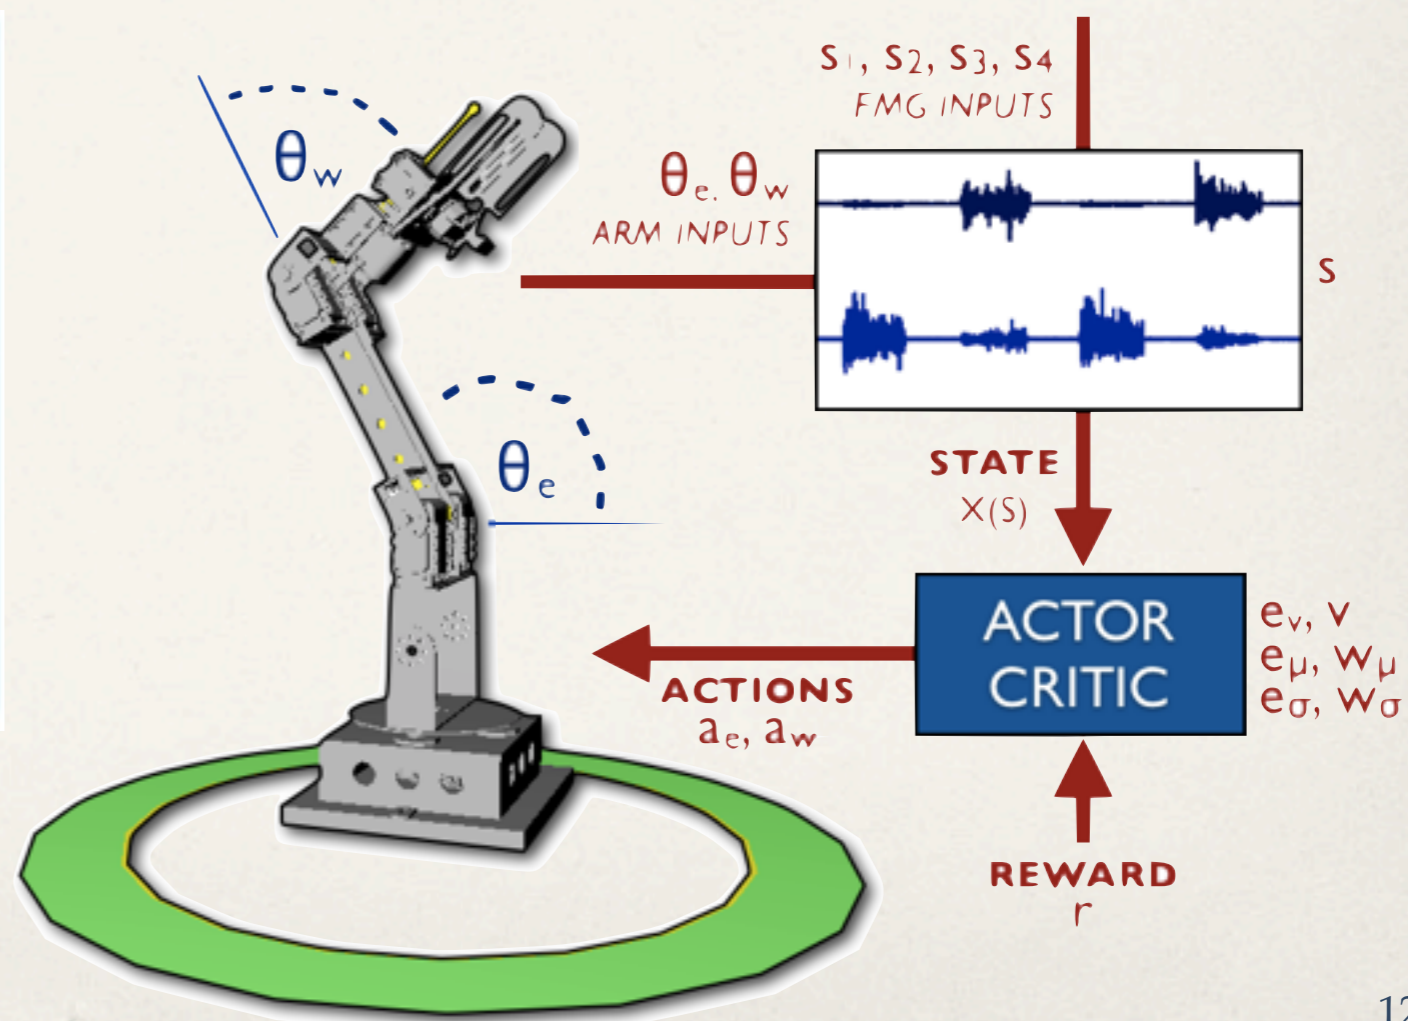 s1, s2, s3, s4
FMG INPUTS
θw
θe, θw
ARM INPUTS
s
θe
STATE
x(s)
ACTOR
CRITIC
ev, v
eμ, wμ
eσ, wσ
ACTIONS
ae, aw
REWARD
r
12